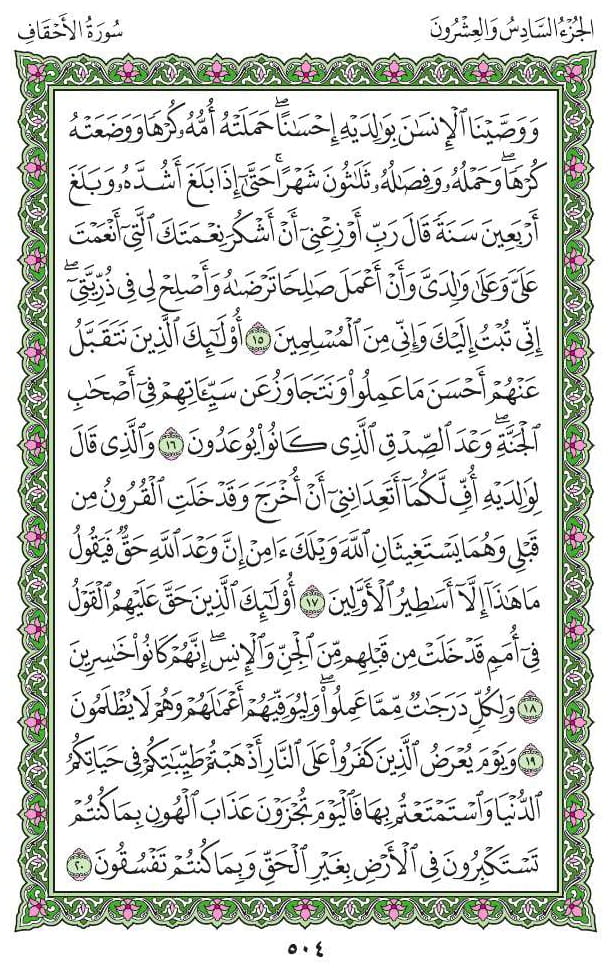 الجُزْءُ السَّادِسُ وَالعِشْرُونَ
سُورَةُ الأَحْقَافِ
وَوَصَّيْنَا ٱلْإِنسَٰنَ بِوَٰلِدَيْهِ إِحْسَٰنًا ۖ حَمَلَتْهُ أُمُّهُۥ كُرْهًا وَوَضَعَتْهُ
كُرْهًا ۖ وَحَمْلُهُۥ وَفِصَٰلُهُۥ ثَلَٰثُونَ شَهْرًا ۚ حَتَّىٰٓ إِذَا بَلَغَ أَشُدَّهُۥ وَبَلَغَ
أَرْبَعِينَ سَنَةً قَالَ رَبِّ أَوْزِعْنِىٓ أَنْ أَشْكُرَ نِعْمَتَكَ ٱلَّتِىٓ أَنْعَمْتَ
عَلَىَّ وَعَلَىٰ وَٰلِدَىَّ وَأَنْ أَعْمَلَ صَٰلِحًا تَرْضَىٰهُ وَأَصْلِحْ لِى فِى ذُرِّيَّتِىٓ ۖ
إِنِّى تُبْتُ إِلَيْكَ وَإِنِّى مِنَ ٱلْمُسْلِمِينَ ١٥ أُو۟لَٰٓئِكَ ٱلَّذِينَ نَتَقَبَّلُ
عَنْهُمْ أَحْسَنَ مَا عَمِلُوا۟ وَنَتَجَاوَزُ عَن سَيِّـَٔاتِهِمْ فِىٓ أَصْحَٰبِ
ٱلْجَنَّةِ ۖ وَعْدَ ٱلصِّدْقِ ٱلَّذِى كَانُوا۟ يُوعَدُونَ ١٦ وَٱلَّذِى قَالَ
لِوَٰلِدَيْهِ أُفٍّ لَّكُمَآ أَتَعِدَانِنِىٓ أَنْ أُخْرَجَ وَقَدْ خَلَتِ ٱلْقُرُونُ مِن
قَبْلِى وَهُمَا يَسْتَغِيثَانِ ٱللَّهَ وَيْلَكَ ءَامِنْ إِنَّ وَعْدَ ٱللَّهِ حَقٌّ فَيَقُولُ
مَا هَٰذَآ إِلَّآ أَسَٰطِيرُ ٱلْأَوَّلِينَ ١٧ أُو۟لَٰٓئِكَ ٱلَّذِينَ حَقَّ عَلَيْهِمُ ٱلْقَوْلُ
فِىٓ أُمَمٍ قَدْ خَلَتْ مِن قَبْلِهِم مِّنَ ٱلْجِنِّ وَٱلْإِنسِ ۖ إِنَّهُمْ كَانُوا۟ خَٰسِرِينَ
١٨ وَلِكُلٍّ دَرَجَٰتٌ مِّمَّا عَمِلُوا۟ ۖ وَلِيُوَفِّيَهُمْ أَعْمَٰلَهُمْ وَهُمْ لَا يُظْلَمُونَ
١٩ وَيَوْمَ يُعْرَضُ ٱلَّذِينَ كَفَرُوا۟ عَلَى ٱلنَّارِ أَذْهَبْتُمْ طَيِّبَٰتِكُمْ فِى حَيَاتِكُمُ
ٱلدُّنْيَا وَٱسْتَمْتَعْتُم بِهَا فَٱلْيَوْمَ تُجْزَوْنَ عَذَابَ ٱلْهُونِ بِمَا كُنتُمْ
تَسْتَكْبِرُونَ فِى ٱلْأَرْضِ بِغَيْرِ ٱلْحَقِّ وَبِمَا كُنتُمْ تَفْسُقُونَ ٢٠
٥٠٤